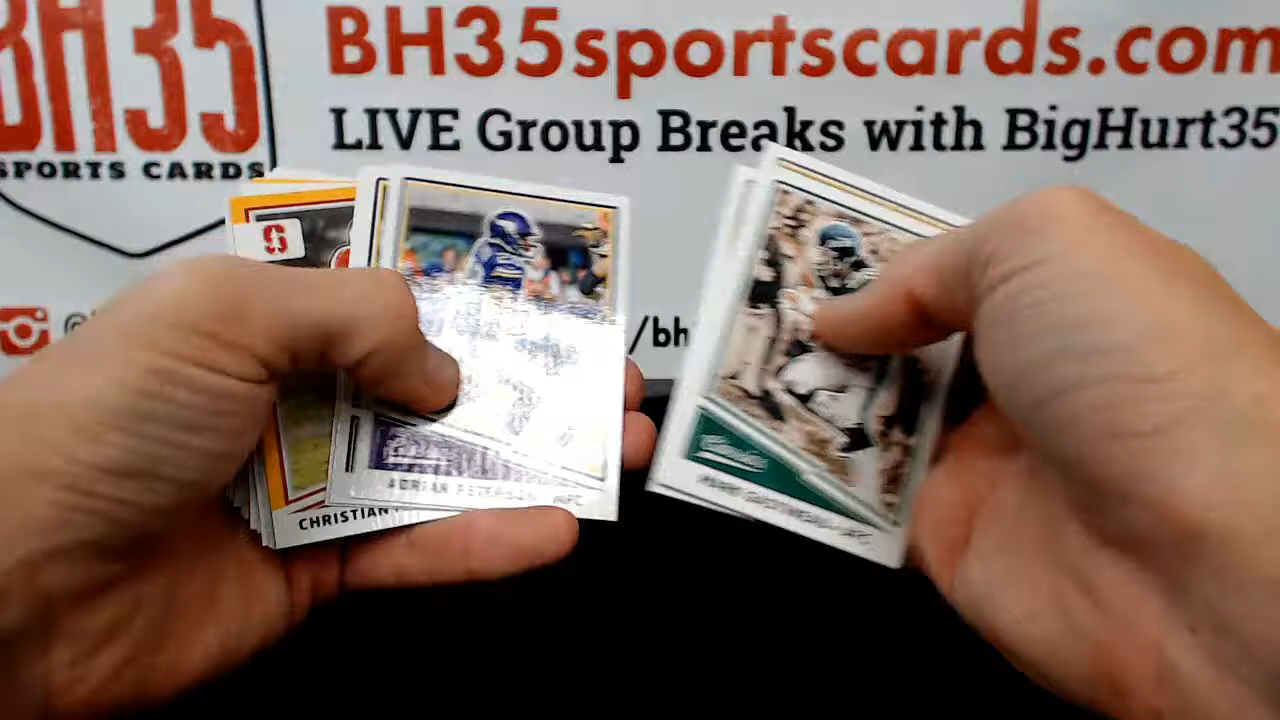 BH35
SPORTS CARDS
BH35sportscards.com
LIVE Group Breaks with BigHurt35
/bh
S
ADRIAN PETERSON
CHRISTIAN